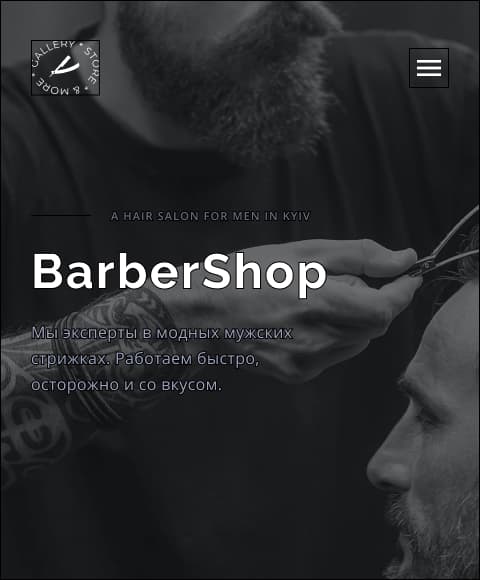 GALLERY * STORE * & MORE *
A HAIR SALON FOR MEN IN KYIV
BarberShop
Мы эксперты в модных мужских
стрижках. Работаем быстро,
осторожно и со вкусом.